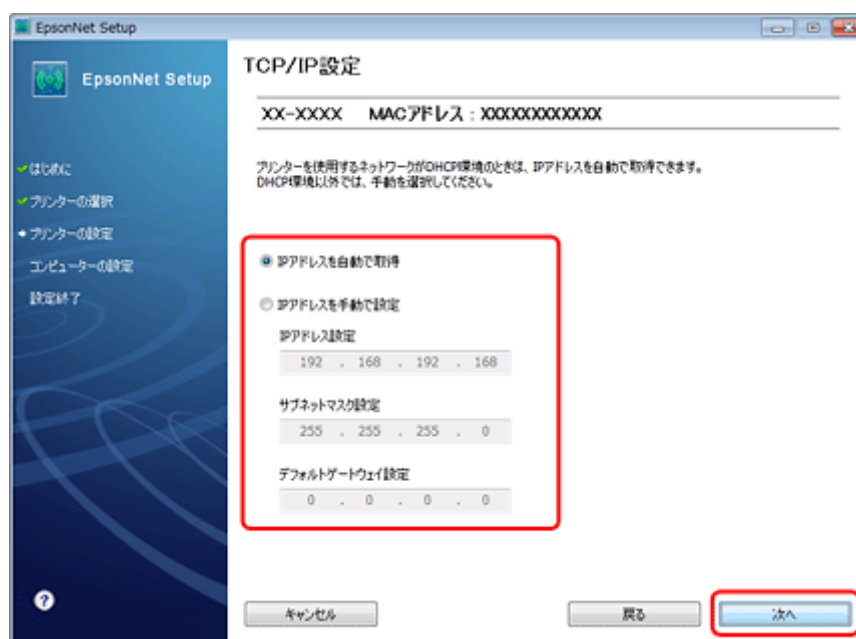 EpsonNet Setup
EpsonNet Setup
はじめに
プリンターの選択
プリンターの設定
コンピューターの設定
設定終了
TCP/IP設定
XX-XXXX MACアドレス：XXXXXXXXXXXX
プリンターを使用するネットワークがDHCP環境のときは、IPアドレスを自動で取得できます。
DHCP環境以外では、手動を選択してください。
IPアドレスを自動で取得
IPアドレスを手動で設定
IPアドレス設定
192 . 168 . 192 . 168
サブネットマスク設定
255 . 255 . 255 . 0
デフォルトゲートウェイ設定
0 . 0 . 0 . 0
?
キャンセル 戻る 次へ